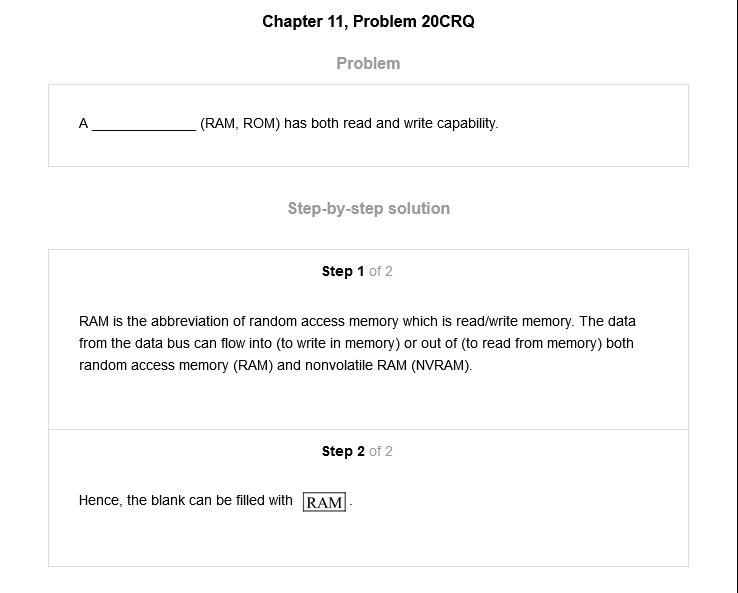 Chapter 11, Problem 20CRQ
Problem
A _____________ (RAM, ROM) has both read and write capability.
Step-by-step solution
Step 1 of 2
RAM is the abbreviation of random access memory which is read/write memory. The data
from the data bus can flow into (to write in memory) or out of (to read from memory) both
random access memory (RAM) and nonvolatile RAM (NVRAM).
Step 2 of 2
Hence, the blank can be filled with RAM.